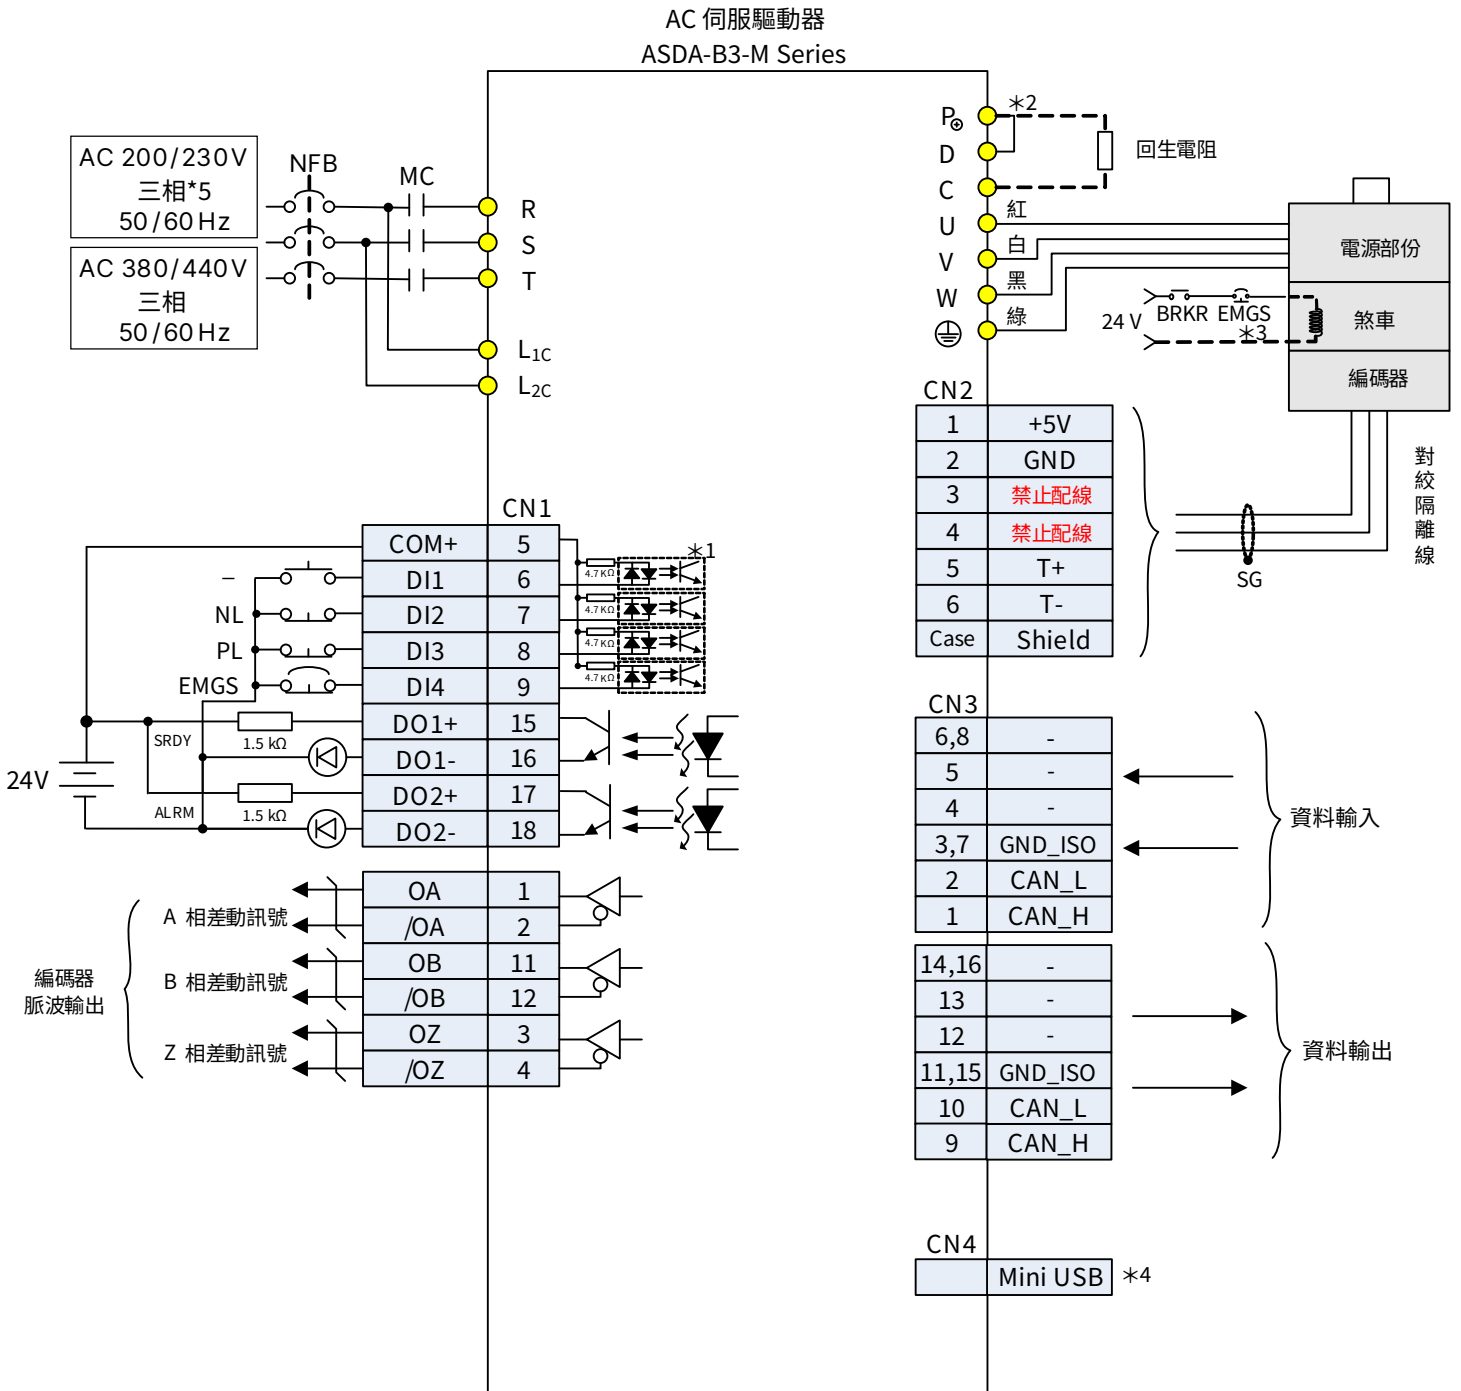 AC 伺服驅動器
ASDA-B3-M Series
AC 200/230V
三相*5
50/60 Hz
AC 380/440V
三相
50/60 Hz
NFB
MC
R
S
T
L1C
L2C
P⊕
D
C
U
V
W
*2
回生電阻
紅
白
黑
綠
電源部份
煞車
編碼器
24 V
BRKR
EMGS
*3
CN2
1 +5V
2 GND
3 禁止配線
4 禁止配線
5 T+
6 T-
Case Shield
對絞隔離線
SG
CN1
COM+ 5
DI1 6
DI2 7
DI3 8
DI4 9
DO1+ 15
DO1- 16
DO2+ 17
DO2- 18
–
NL
PL
EMGS
SRDY
1.5 kΩ
24V
ALRM
1.5 kΩ
*1
4.7 KΩ
4.7 KΩ
4.7 KΩ
4.7 KΩ
OA 1
/OA 2
OB 11
/OB 12
OZ 3
/OZ 4
A 相差動訊號
B 相差動訊號
Z 相差動訊號
編碼器
脈波輸出
CN3
6,8 -
5 -
4 -
3,7 GND_ISO
2 CAN_L
1 CAN_H
資料輸入
14,16 -
13 -
12 -
11,15 GND_ISO
10 CAN_L
9 CAN_H
資料輸出
CN4
Mini USB *4